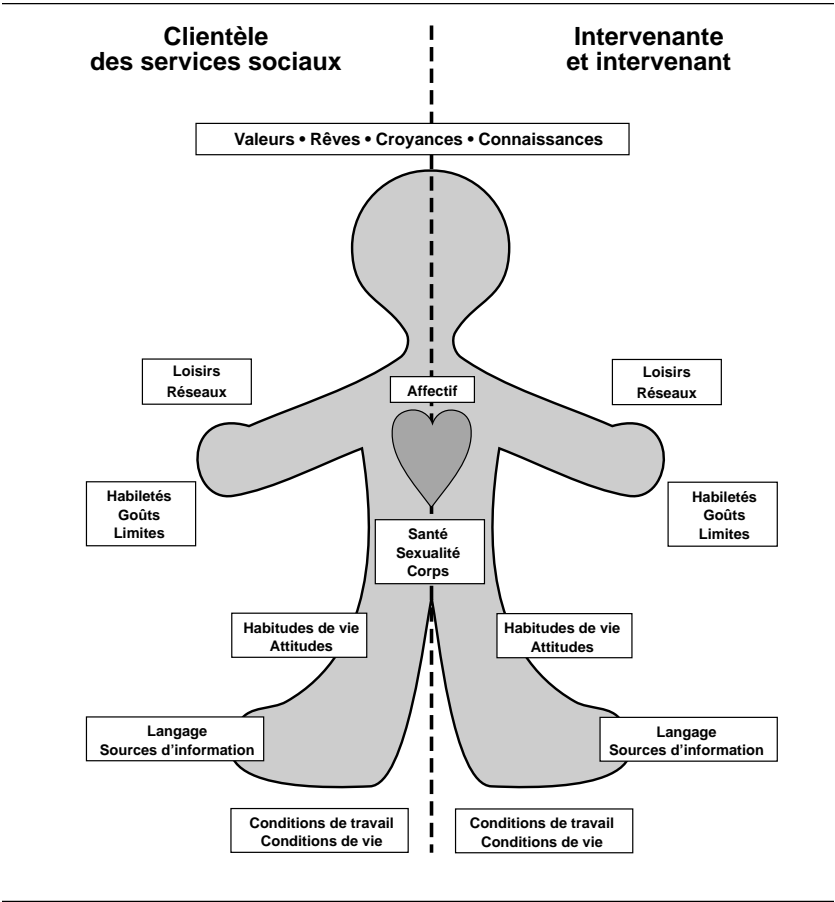 Clientèle
des services sociaux
Intervenante
et intervenant
Valeurs • Rêves • Croyances • Connaissances
Loisirs
Réseaux
Affectif
Loisirs
Réseaux
Habiletés
Goûts
Limites
Habiletés
Goûts
Limites
Santé
Sexualité
Corps
Habitudes de vie
Attitudes
Habitudes de vie
Attitudes
Langage
Sources d'information
Langage
Sources d'information
Conditions de travail
Conditions de vie
Conditions de travail
Conditions de vie